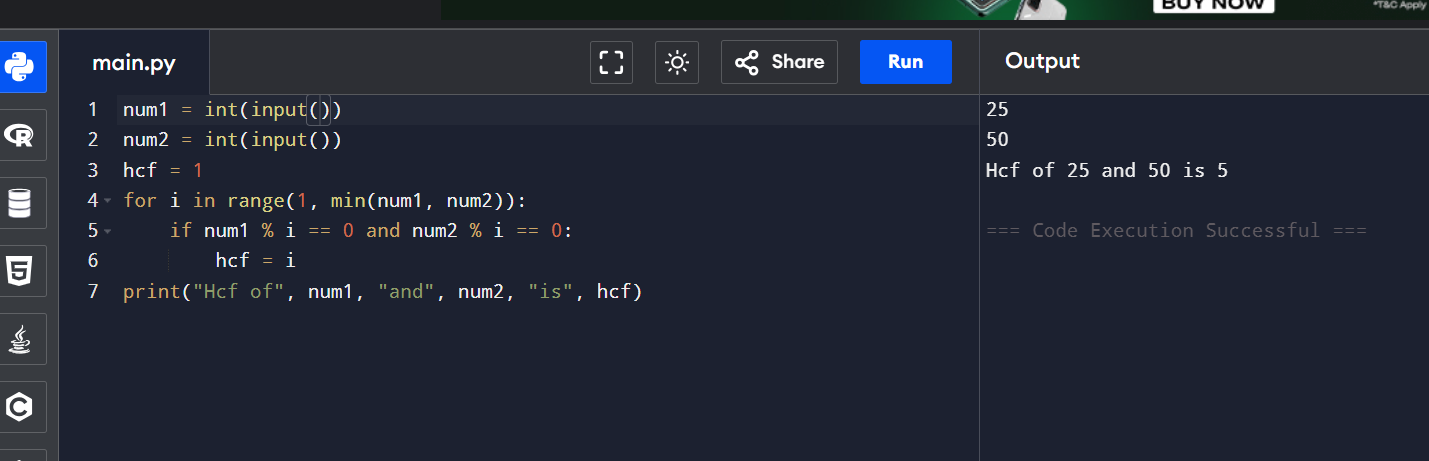 BUY NOW
*T&C Apply
main.py
Share
Run
Output
1 num1 = int(input())
2 num2 = int(input())
3 hcf = 1
4 for i in range(1, min(num1, num2)):
5     if num1 % i == 0 and num2 % i == 0:
6         hcf = i
7 print("Hcf of", num1, "and", num2, "is", hcf)
25
50
Hcf of 25 and 50 is 5
=== Code Execution Successful ===
R
5
C